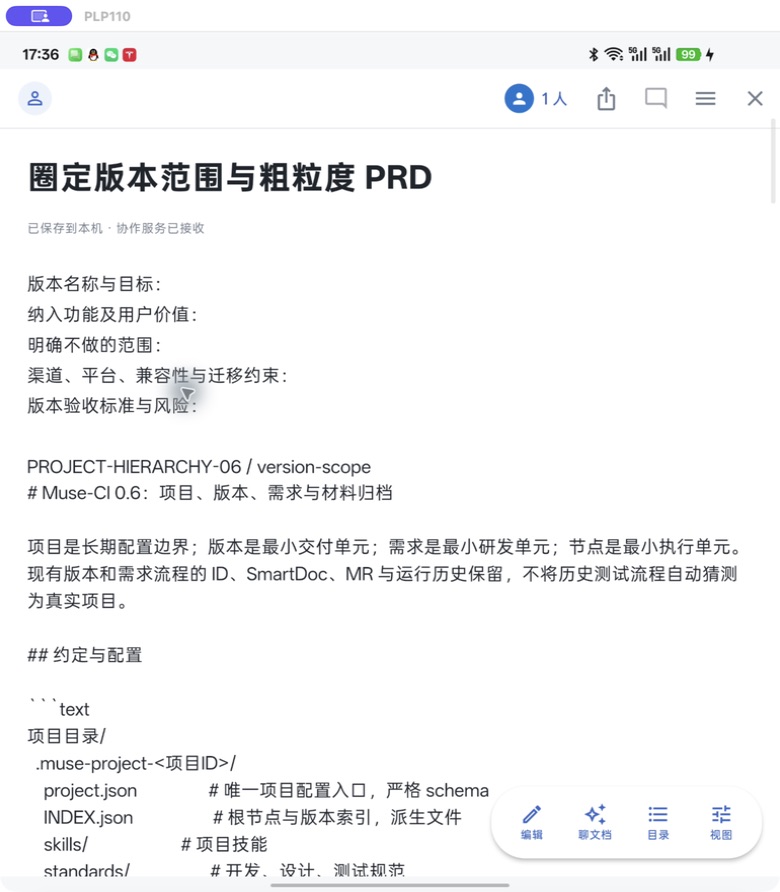 PLP110
17:36
5G 5G 99
1人
圈定版本范围与粗粒度 PRD
已保存到本机 · 协作服务已接收
版本名称与目标：
纳入功能及用户价值：
明确不做的范围：
渠道、平台、兼容性与迁移约束：
版本验收标准与风险：
PROJECT-HIERARCHY-06 / version-scope
# Muse-CI 0.6：项目、版本、需求与材料归档
项目是长期配置边界；版本是最小交付单元；需求是最小研发单元；节点是最小执行单元。
现有版本和需求流程的 ID、SmartDoc、MR 与运行历史保留，不将历史测试流程自动猜测
为真实项目。
## 约定与配置
```text
项目目录/
.muse-project-<项目ID>/
project.json # 唯一项目配置入口，严格 schema
INDEX.json # 根节点与版本索引，派生文件
skills/ # 项目技能
standards/ # 开发、设计、测试规范
编辑 聊文档 目录 视图